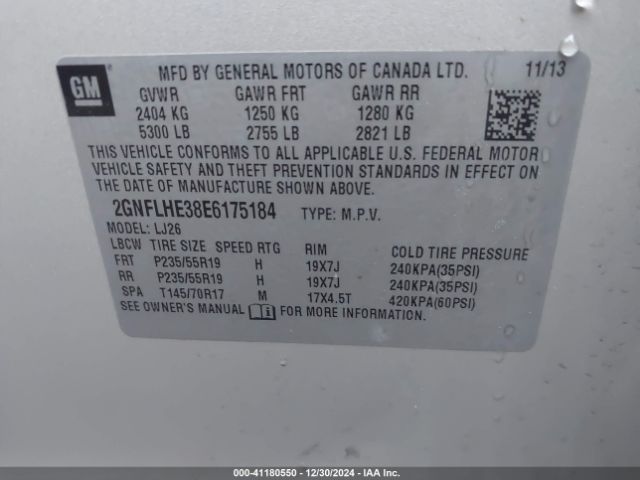 GM
MFD BY GENERAL MOTORS OF CANADA LTD. 11/13
GVWR GAWR FRT GAWR RR
2404 KG 1250 KG 1280 KG
5300 LB 2755 LB 2821 LB
THIS VEHICLE CONFORMS TO ALL APPLICABLE U.S. FEDERAL MOTOR
VEHICLE SAFETY AND THEFT PREVENTION STANDARDS IN EFFECT ON
THE DATE OF MANUFACTURE SHOWN ABOVE.
2GNFLHE38E6175184 TYPE: M.P.V.
MODEL: LJ26
LBCW TIRE SIZE SPEED RTG RIM COLD TIRE PRESSURE
FRT P235/55R19 H 19X7J 240KPA(35PSI)
RR P235/55R19 H 19X7J 240KPA(35PSI)
SPA T145/70R17 M 17X4.5T 420KPA(60PSI)
SEE OWNER'S MANUAL FOR MORE INFORMATION.
000-41180550 - 12/30/2024 - IAA Inc.